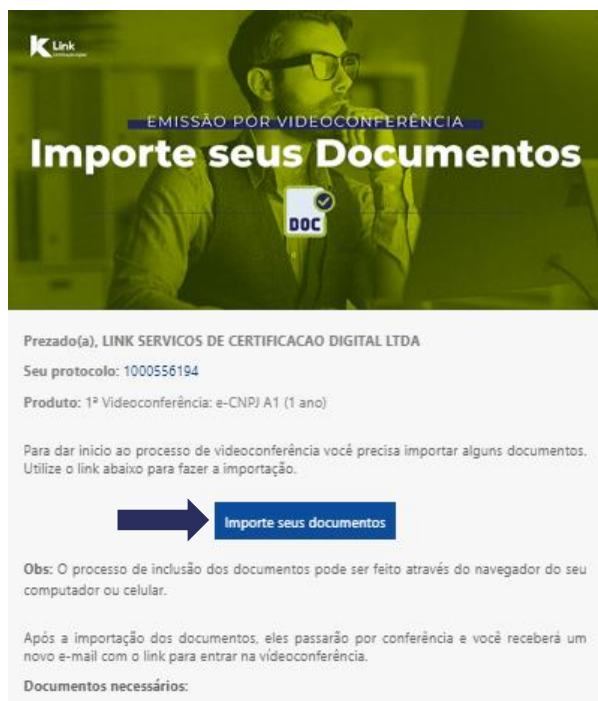 Link
EMISSÃO POR VIDEOCONFERÊNCIA
Importe seus Documentos
DOC
Prezado(a), LINK SERVICOS DE CERTIFICACAO DIGITAL LTDA
Seu protocolo: 1000556194
Produto: 1ª Videoconferência: e-CNPJ A1 (1 ano)
Para dar inicio ao processo de videoconferência você precisa importar alguns documentos.
Utilize o link abaixo para fazer a importação.
Importe seus documentos
Obs: O processo de inclusão dos documentos pode ser feito através do navegador do seu
computador ou celular.
Após a importação dos documentos, eles passarão por conferência e você receberá um
novo e-mail com o link para entrar na vídeoconferência.
Documentos necessários: